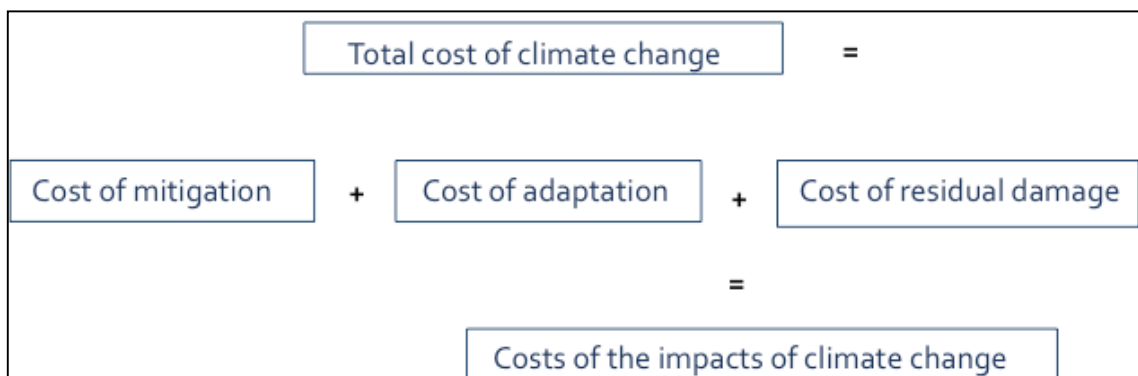 Total cost of climate change =
Cost of mitigation + Cost of adaptation + Cost of residual damage
=
Costs of the impacts of climate change